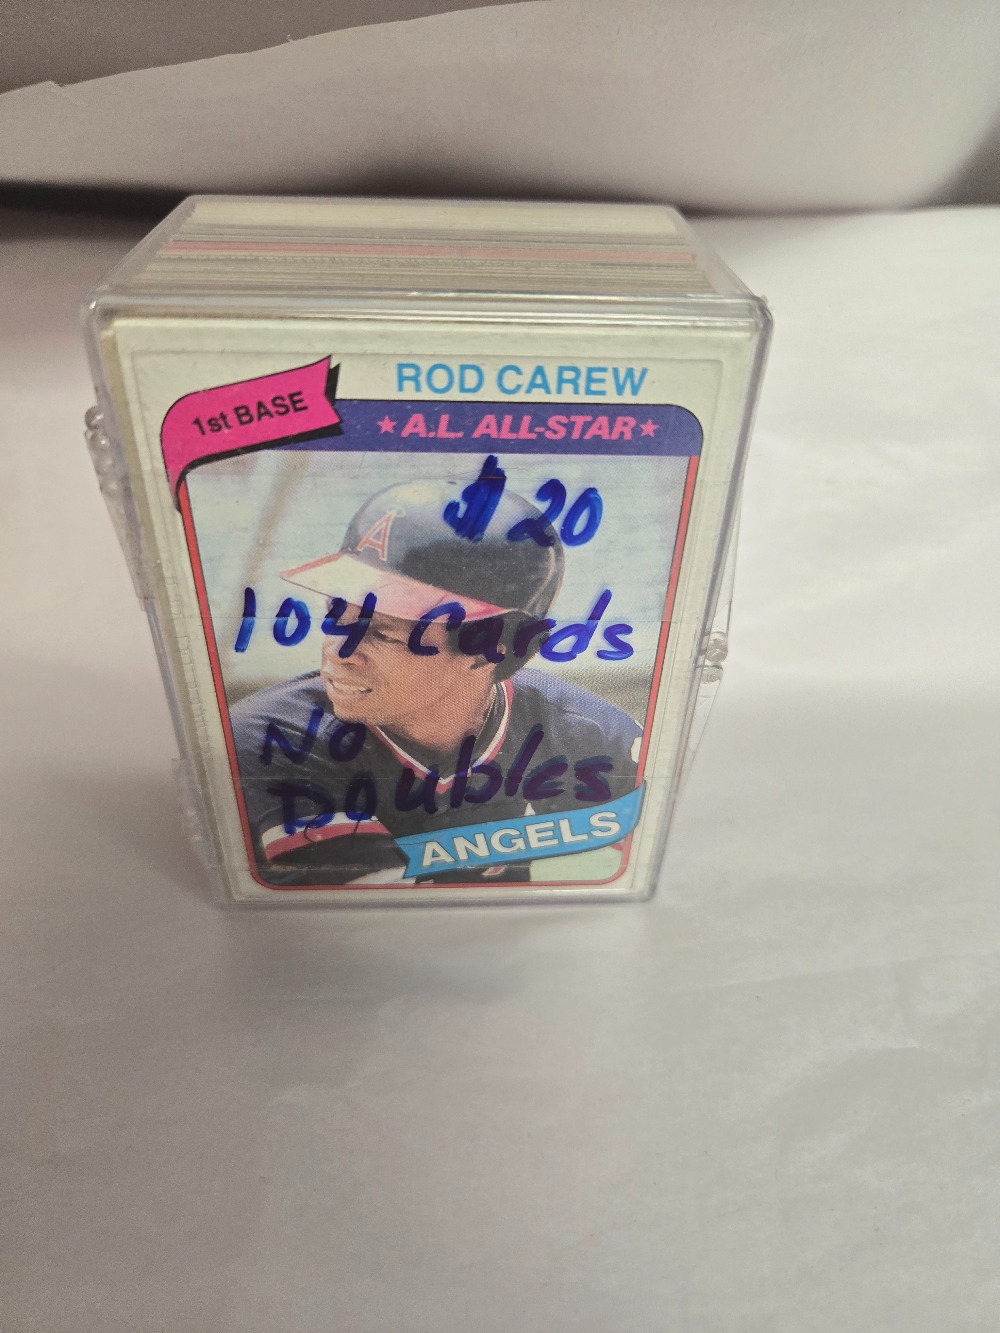 ROD CAREW
1st BASE
★ A.L. ALL-STAR ★
A
$20
104 Cards
No
Doubles
ANGELS